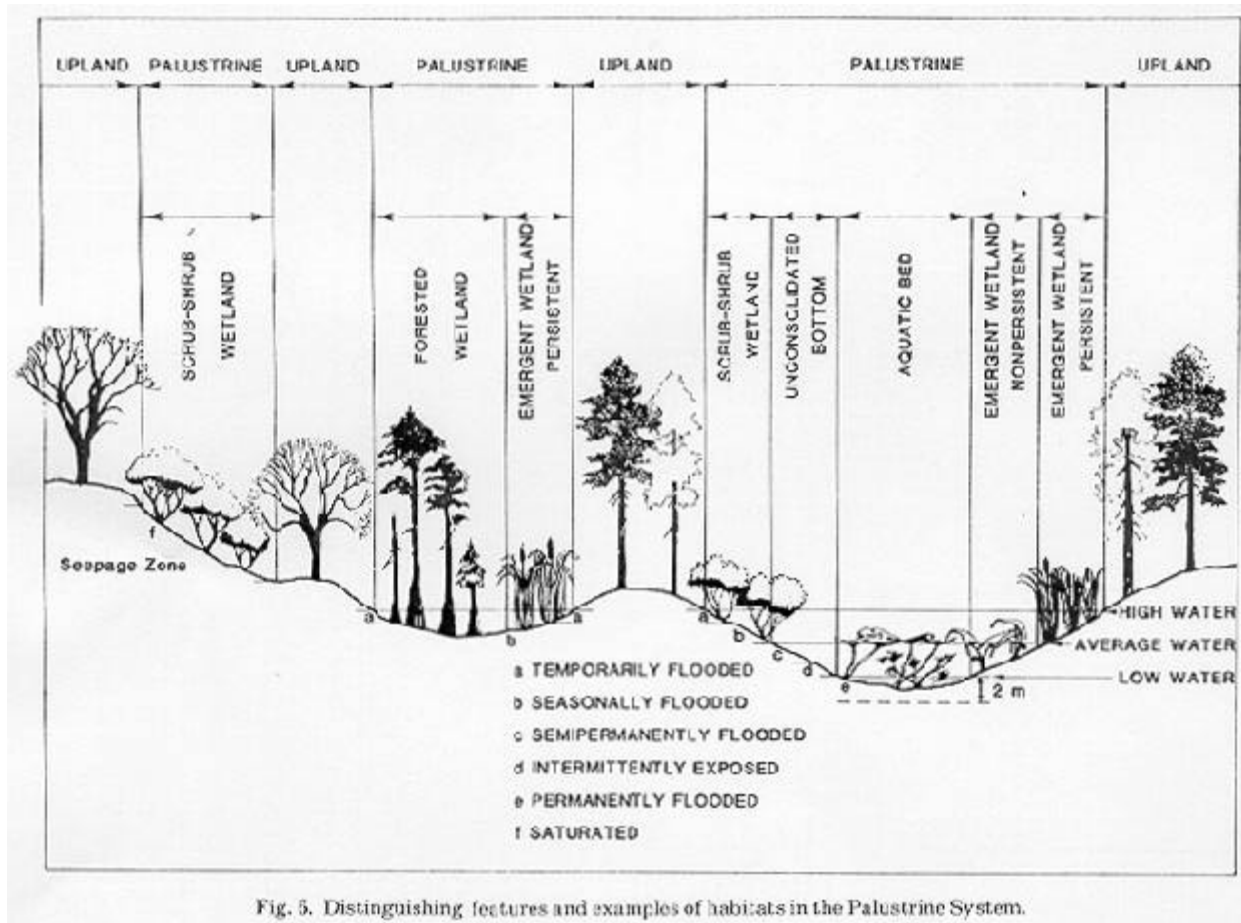 UPLAND PALUSTRINE UPLAND PALUSTRINE UPLAND PALUSTRINE UPLAND
SCRUB-SHRUB
WETLAND
FORESTED
WETLAND
EMERGENT WETLAND
PERSISTENT
SCRUB-SHRUB
WETLAND
UNCONSOLIDATED
BOTTOM
AQUATIC BED
EMERGENT WETLAND
NONPERSISTENT
EMERGENT WETLAND
PERSISTENT
f
Seepage Zone
a b a a b c d e
HIGH WATER
AVERAGE WATER
LOW WATER
2 m
a TEMPORARILY FLOODED
b SEASONALLY FLOODED
c SEMIPERMANENTLY FLOODED
d INTERMITTENTLY EXPOSED
e PERMANENTLY FLOODED
f SATURATED
Fig. 5. Distinguishing features and examples of habitats in the Palustrine System.